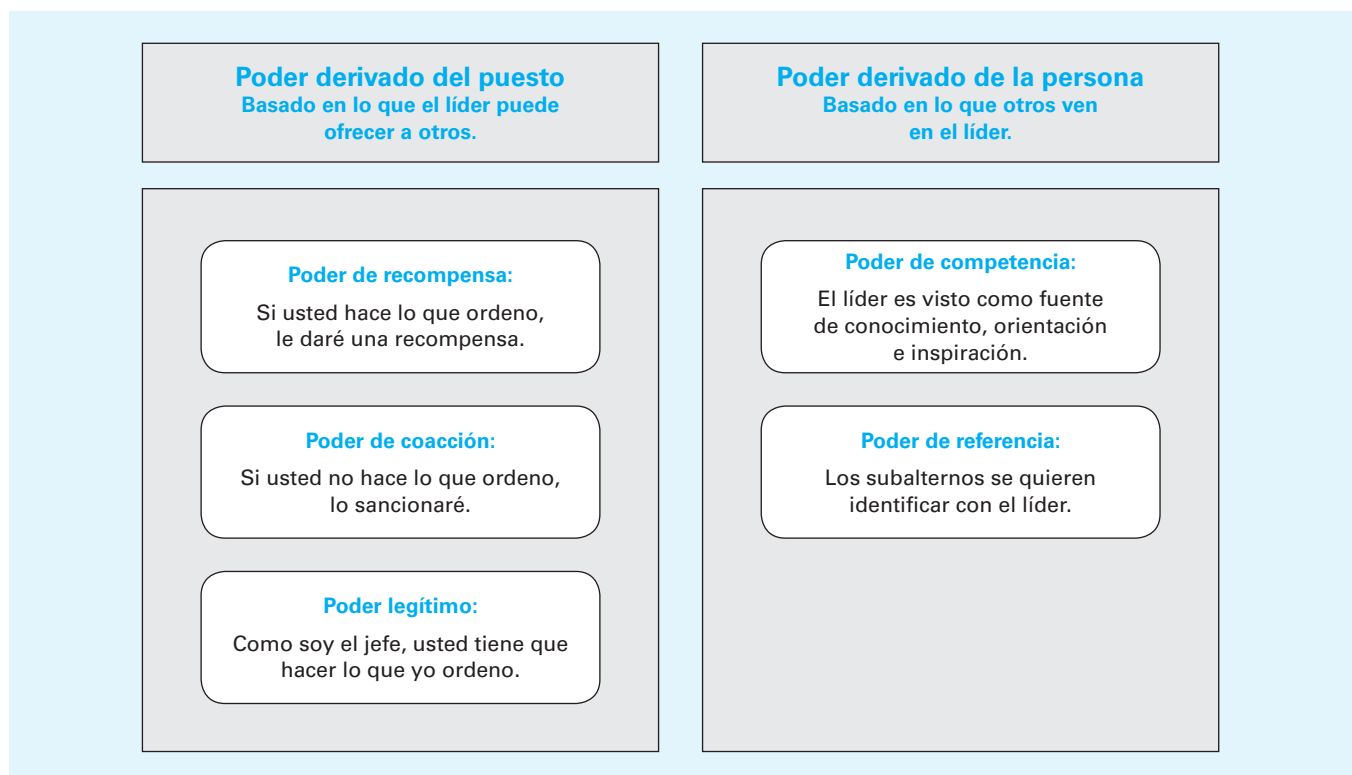 Poder derivado del puesto
Basado en lo que el líder puede
ofrecer a otros.
Poder de recompensa:
Si usted hace lo que ordeno,
le daré una recompensa.
Poder de coacción:
Si usted no hace lo que ordeno,
lo sancionaré.
Poder legítimo:
Como soy el jefe, usted tiene que
hacer lo que yo ordeno.
Poder derivado de la persona
Basado en lo que otros ven
en el líder.
Poder de competencia:
El líder es visto como fuente
de conocimiento, orientación
e inspiración.
Poder de referencia:
Los subalternos se quieren
identificar con el líder.